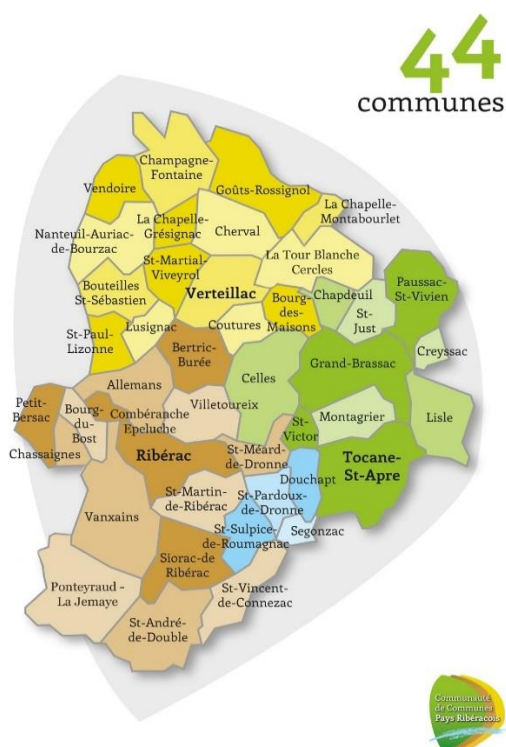 44
communes
Champagne-
Fontaine
Vendoire
Goûts-Rossignol
La Chapelle-
Montabourlet
La Chapelle-
Grésignac
Nanteuil-Auriac-
de-Bourzac
Cherval
St-Martial-
Viveyrol
La Tour Blanche
Cercles
Paussac-
St-Vivien
Bouteilles
St-Sébastien
Verteillac
Bourg-
des-
Maisons
Chapdeuil
St-
Just
St-Paul-
Lizonne
Lusignac
Coutures
Bertric-
Burée
Grand-Brassac
Creyssac
Allemans
Celles
Petit-
Bersac
Bourg-
du-
Bost
Combéranche
Epeluche
Villetoureix
Montagrier
Lisle
Chassaignes
Ribérac
St-Méard-
de-Dronne
St-
Victor
Tocane-
St-Apre
Douchapt
St-Martin-
de-Ribérac
St-Pardoux-
de-Dronne
Vanxains
St-Sulpice-
de-Roumagnac
Segonzac
Siorac-de
Ribérac
Ponteyraud -
La Jemaye
St-Vincent-
de-Connezac
St-André-
de-Double
Communauté
de Communes
Pays Ribéracois